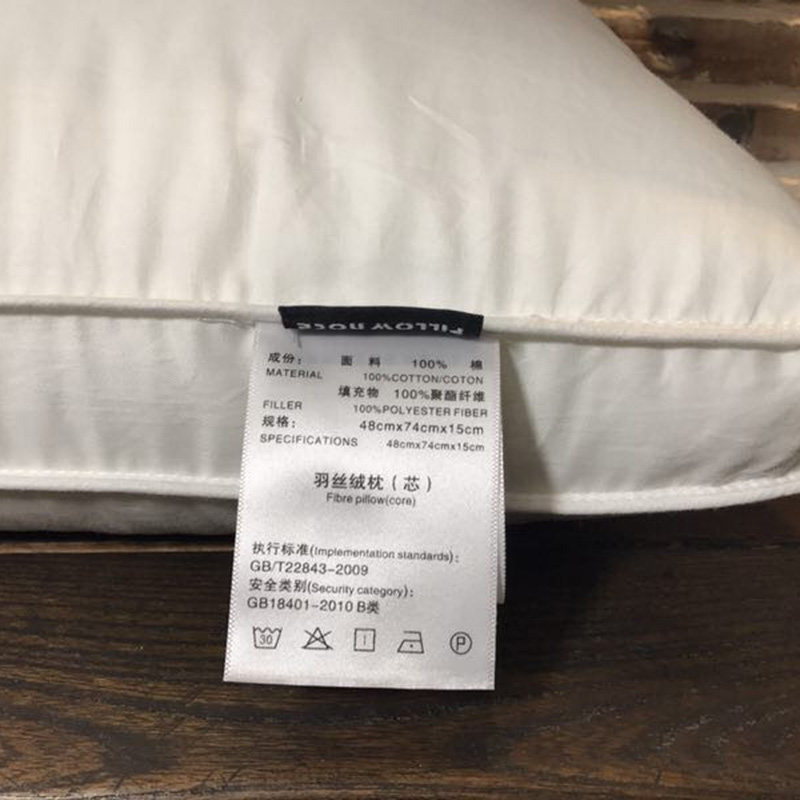 成份： 面 料 100% 棉
MATERIAL 100%COTTON/COTON
填充物 100%聚酯纤维
FILLER 100%POLYESTER FIBER
规格： 48cmx74cmx15cm
SPECIFICATIONS 48cmx74cmx15cm
羽丝绒枕（芯）
Fibre pillow(core)
执行标准(Implementation standards)：
GB/T22843-2009
安全类别(Security category)：
GB18401-2010 B类
30 P